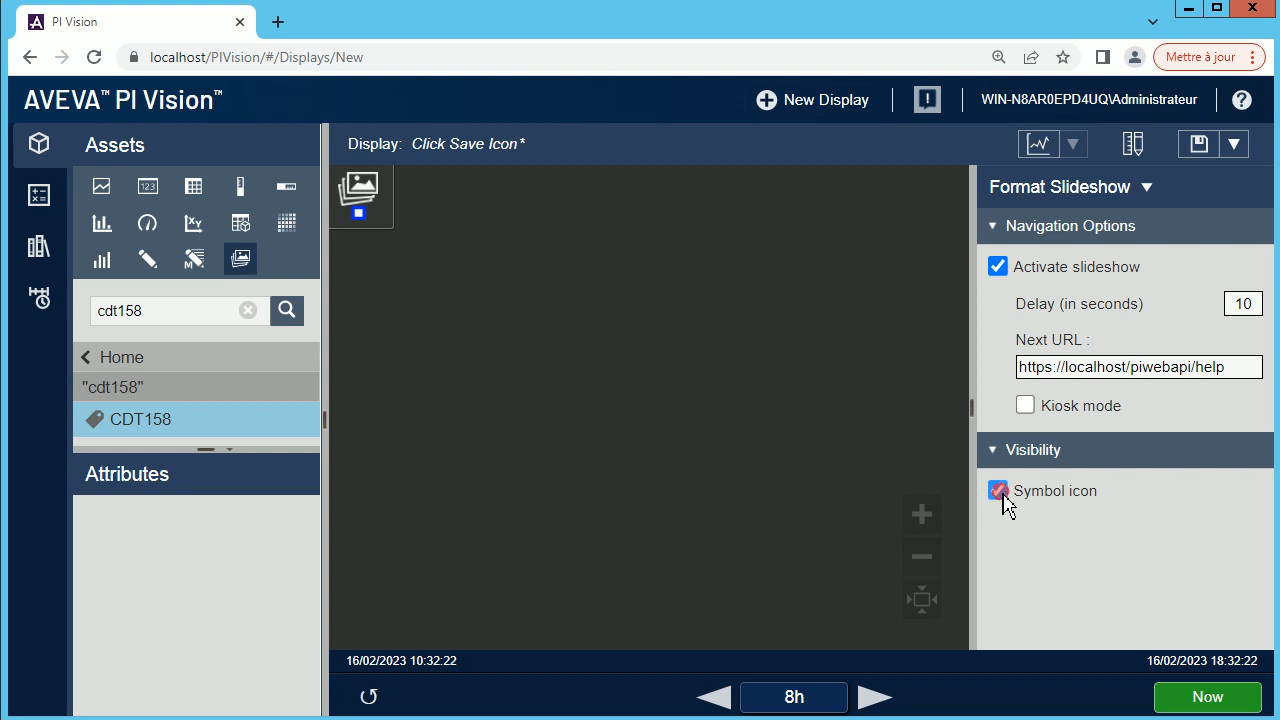 PI Vision
localhost/PIVision/#/Displays/New
Mettre à jour
AVEVA™ PI Vision™
New Display
WIN-N8AR0EPD4UQ\Administrateur
Assets
Display: Click Save Icon*
123
XY
M
cdt158
Home
"cdt158"
CDT158
Attributes
Format Slideshow
Navigation Options
Activate slideshow
Delay (in seconds)
10
Next URL :
https://localhost/piwebapi/help
Kiosk mode
Visibility
Symbol icon
16/02/2023 10:32:22
16/02/2023 18:32:22
8h
Now